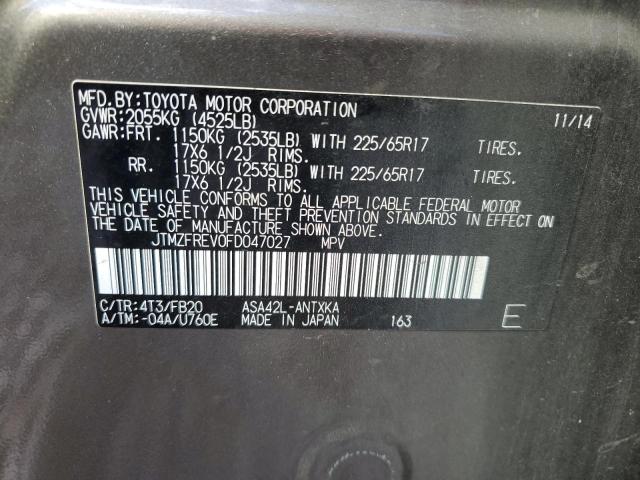 MFD.BY:TOYOTA MOTOR CORPORATION 11/14
GVWR:2055KG (4525LB)
GAWR:FRT. 1150KG (2535LB) WITH 225/65R17 TIRES.
17X6 1/2J RIMS.
RR. 1150KG (2535LB) WITH 225/65R17 TIRES.
17X6 1/2J RIMS.
THIS VEHICLE CONFORMS TO ALL APPLICABLE FEDERAL MOTOR
VEHICLE SAFETY AND THEFT PREVENTION STANDARDS IN EFFECT ON
THE DATE OF MANUFACTURE SHOWN ABOVE.
JTMZFREV0FD047027 MPV
C/TR:4T3/FB20 ASA42L-ANTXKA
A/TM:-04A/U760E MADE IN JAPAN 163 E